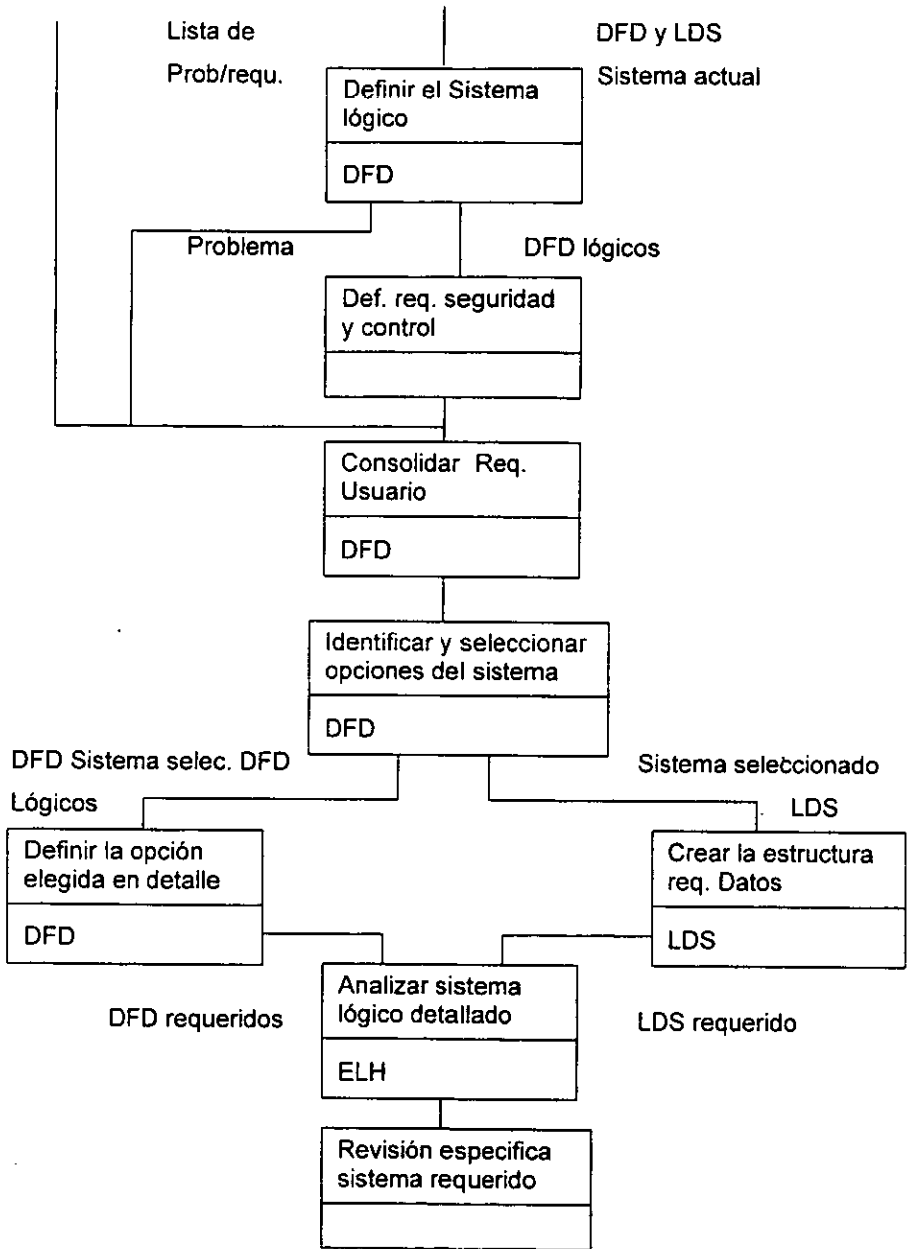 Lista de
Prob/requ.
DFD y LDS
Sistema actual
Definir el Sistema
lógico
DFD
Problema
DFD lógicos
Def. req. seguridad
y control
Consolidar Req.
Usuario
DFD
Identificar y seleccionar
opciones del sistema
DFD
DFD Sistema selec. DFD
Lógicos
Sistema seleccionado
LDS
Definir la opción
elegida en detalle
DFD
Crear la estructura
req. Datos
LDS
DFD requeridos
Analizar sistema
lógico detallado
ELH
LDS requerido
Revisión especifica
sistema requerido